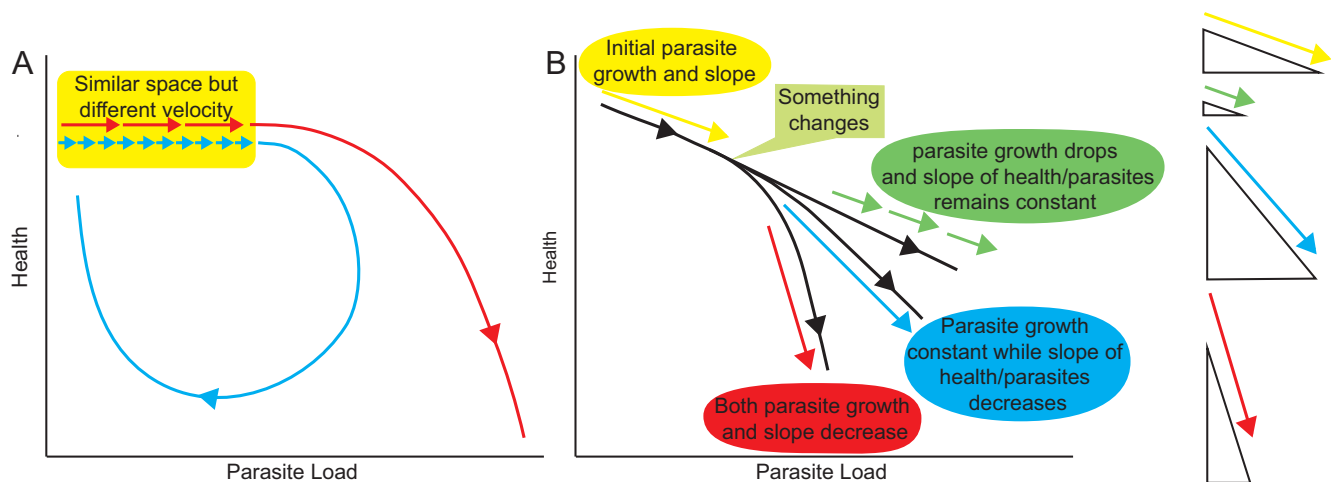 A
Similar space but
different velocity
Health
Parasite Load
B
Initial parasite
growth and slope
Something
changes
parasite growth drops
and slope of health/parasites
remains constant
Parasite growth
constant while slope of
health/parasites
decreases
Both parasite growth
and slope decrease
Health
Parasite Load